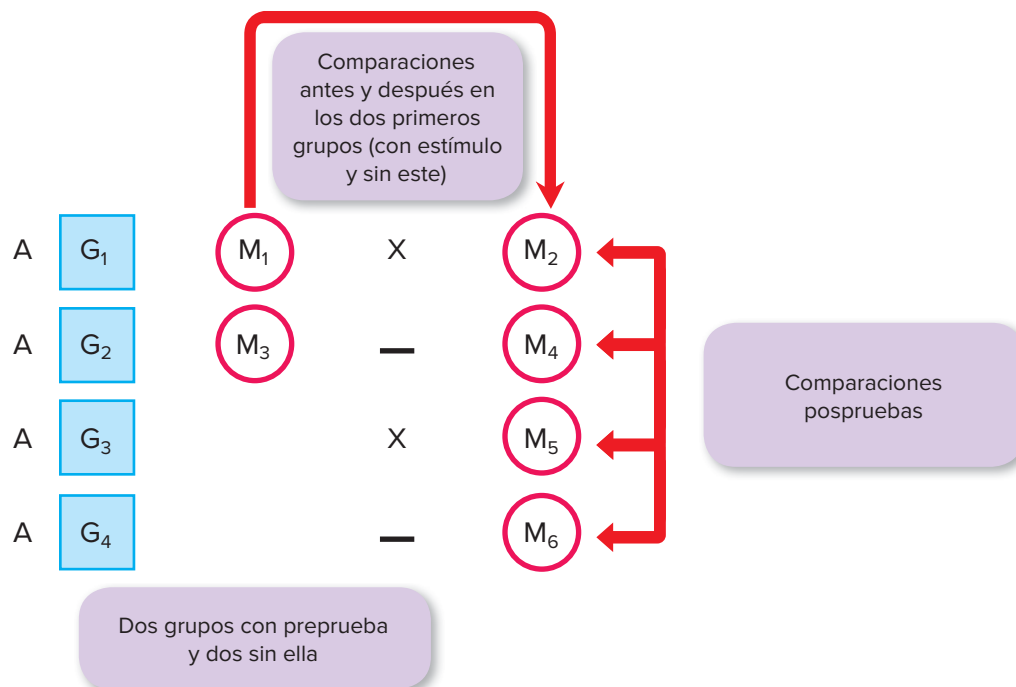 Comparaciones
antes y después en
los dos primeros
grupos (con estímulo
y sin este)
A G₁ M₁ X M₂
A G₂ M₃ — M₄
A G₃ X M₅
A G₄ — M₆
Comparaciones
pospruebas
Dos grupos con preprueba
y dos sin ella